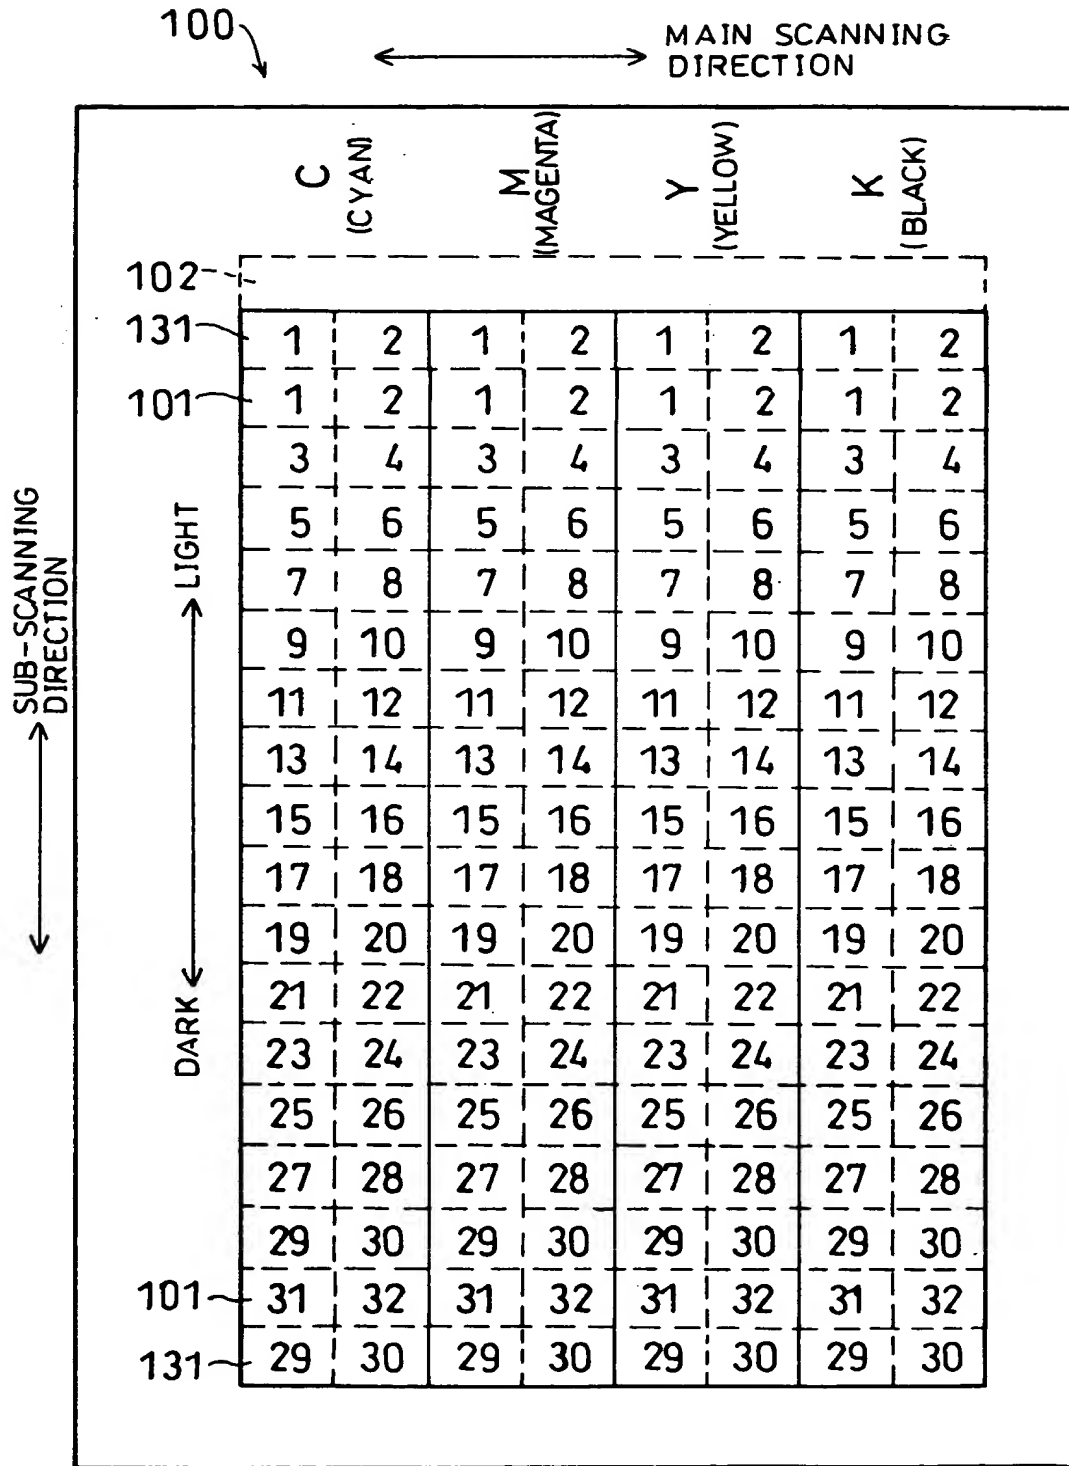 100
MAIN SCANNING
DIRECTION
C
(CYAN)
M
(MAGENTA)
Y
(YELLOW)
K
(BLACK)
102
131 1 2 1 2 1 2 1 2
101 1 2 1 2 1 2 1 2
3 4 3 4 3 4 3 4
5 6 5 6 5 6 5 6
7 8 7 8 7 8 7 8
9 10 9 10 9 10 9 10
11 12 11 12 11 12 11 12
13 14 13 14 13 14 13 14
15 16 15 16 15 16 15 16
17 18 17 18 17 18 17 18
19 20 19 20 19 20 19 20
21 22 21 22 21 22 21 22
23 24 23 24 23 24 23 24
25 26 25 26 25 26 25 26
27 28 27 28 27 28 27 28
29 30 29 30 29 30 29 30
101 31 32 31 32 31 32 31 32
131 29 30 29 30 29 30 29 30
SUB-SCANNING
DIRECTION
LIGHT
DARK